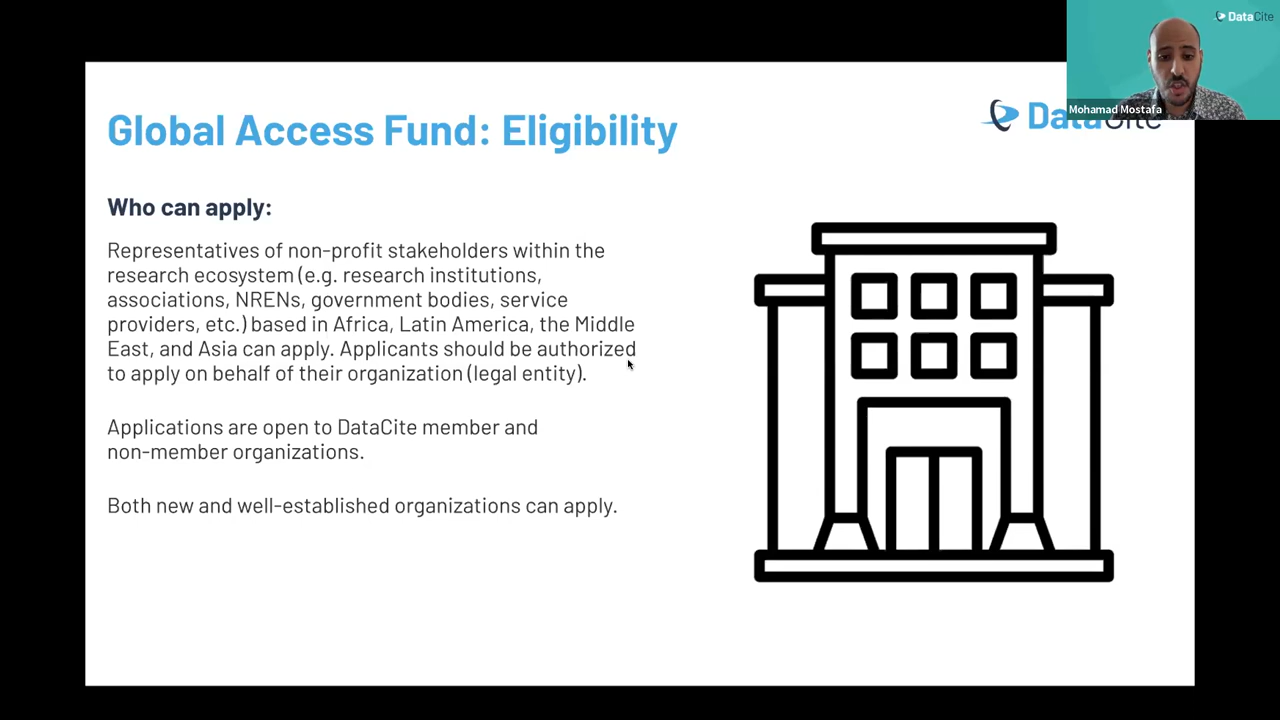 DataCite
Mohamad Mostafa
Global Access Fund: Eligibility
DataCite
Who can apply:
Representatives of non-profit stakeholders within the
research ecosystem (e.g. research institutions,
associations, NRENs, government bodies, service
providers, etc.) based in Africa, Latin America, the Middle
East, and Asia can apply. Applicants should be authorized
to apply on behalf of their organization (legal entity).
Applications are open to DataCite member and
non-member organizations.
Both new and well-established organizations can apply.